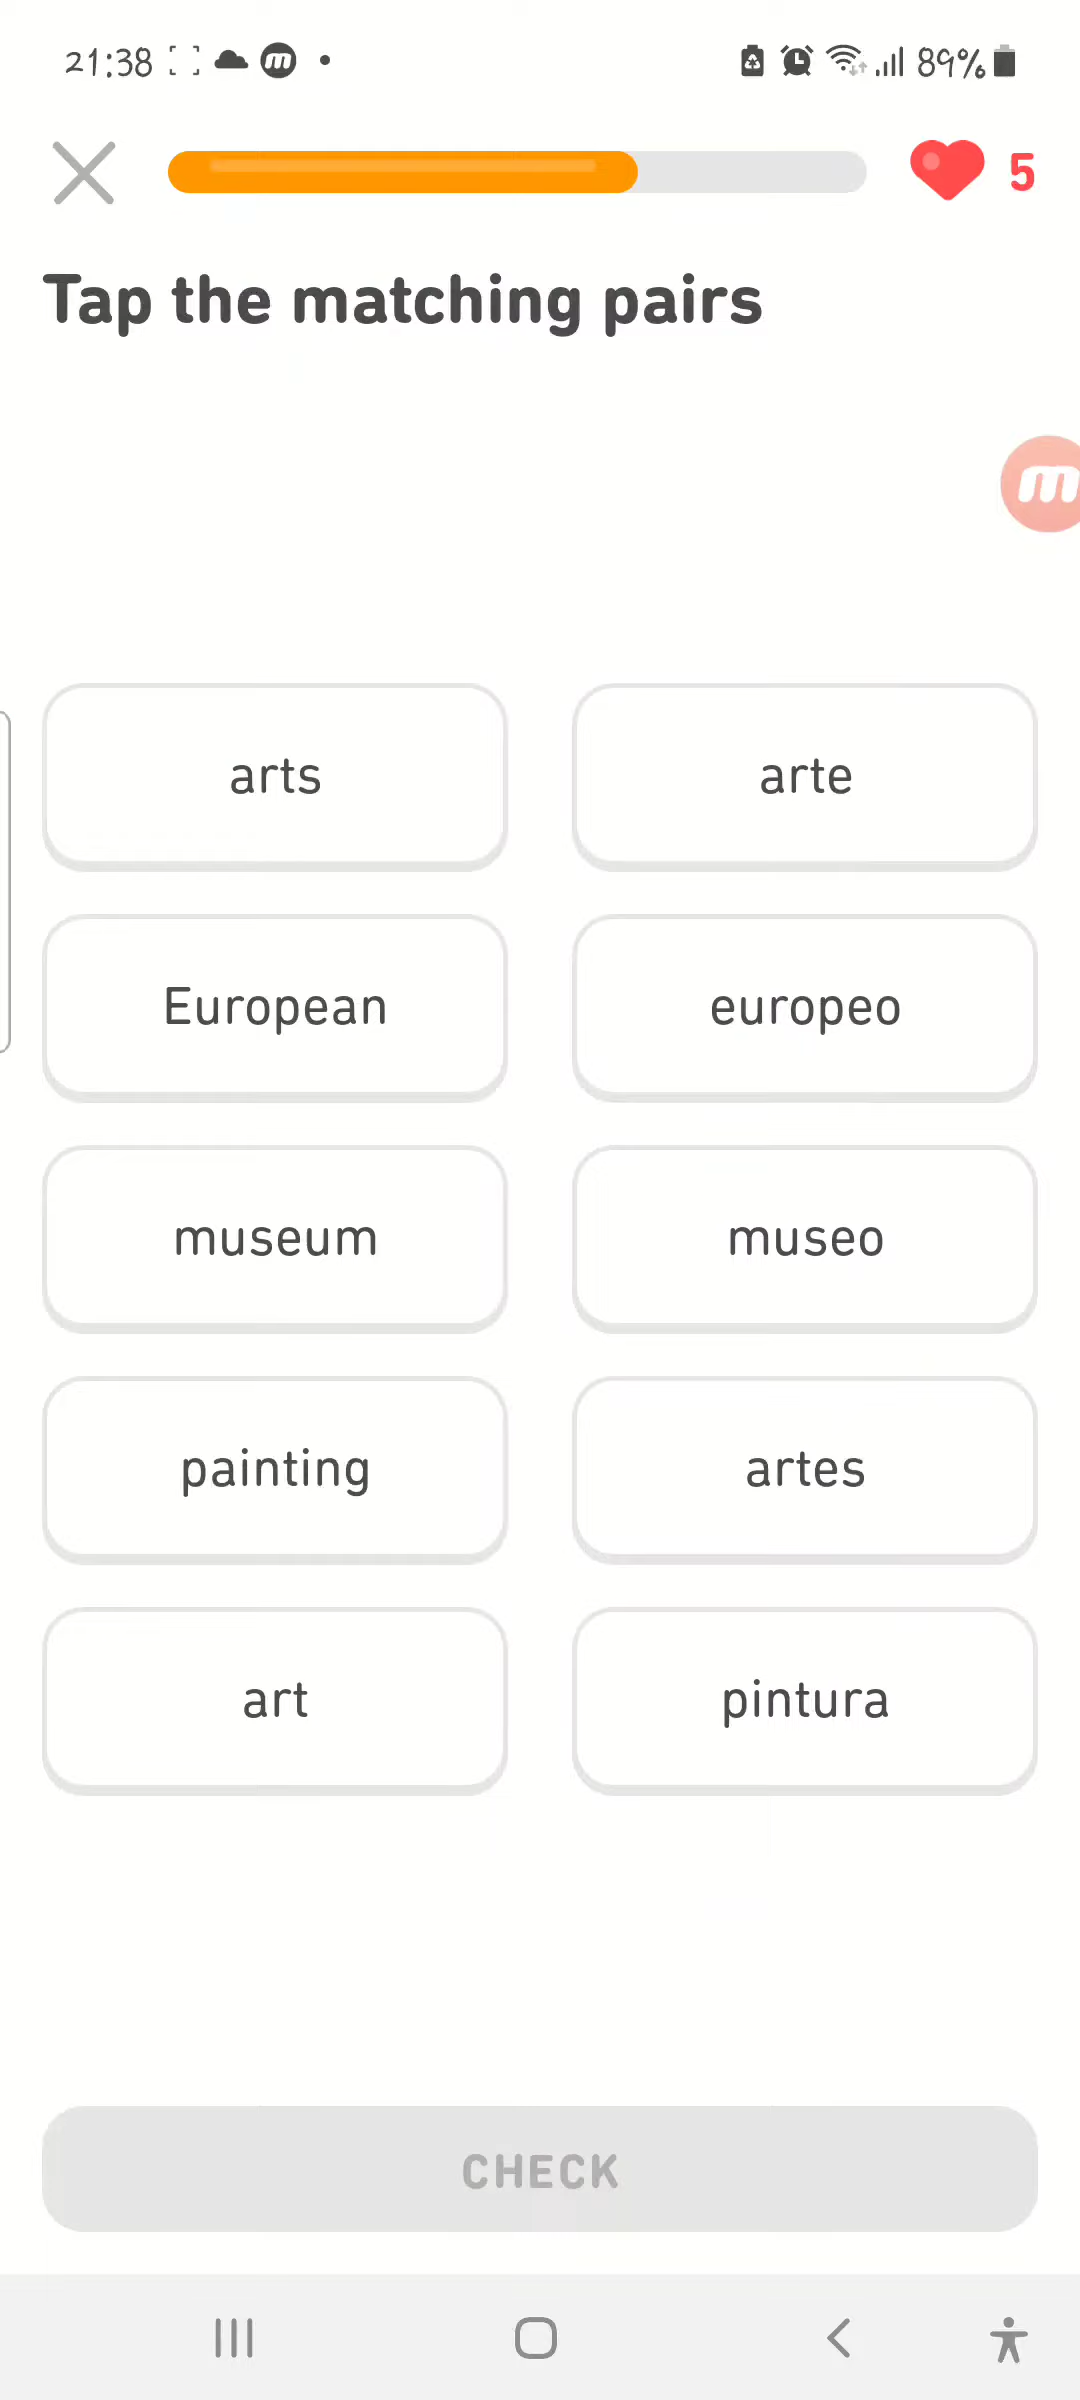 21:38 m 89%
5
Tap the matching pairs
m
arts arte
European europeo
museum museo
painting artes
art pintura
CHECK